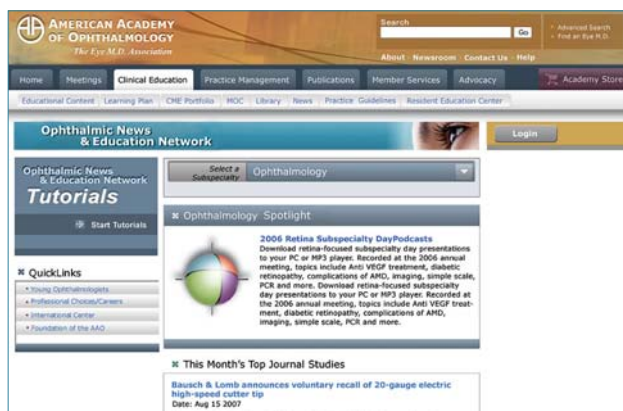 AMERICAN ACADEMY
OF OPHTHALMOLOGY
The Eye M.D. Association
Search
Go
Advanced Search
Find an Eye M.D.
About · Newsroom · Contact Us · Help
Home
Meetings
Clinical Education
Practice Management
Publications
Member Services
Advocacy
Academy Store
Educational Content
Learning Plan
CME Portfolio
MOC
Library
News
Practice Guidelines
Resident Education Center
Ophthalmic News
& Education Network
Login
Ophthalmic News
& Education Network
Tutorials
Start Tutorials
Select a
Subspecialty
Ophthalmology
Ophthalmology Spotlight
2006 Retina Subspecialty DayPodcasts
Download retina-focused subspecialty day presentations
to your PC or MP3 player. Recorded at the 2006 annual
meeting, topics include Anti VEGF treatment, diabetic
retinopathy, complications of AMD, imaging, simple scale,
PCR and more. Download retina-focused subspecialty
day presentations to your PC or MP3 player. Recorded at
the 2006 annual meeting, topics include Anti VEGF treat-
ment, diabetic retinopathy, complications of AMD,
imaging, simple scale, PCR and more.
QuickLinks
Young Ophthalmologists
Professional Choices/Careers
International Center
Foundation of the AAO
This Month's Top Journal Studies
Bausch & Lomb announces voluntary recall of 20-gauge electric
high-speed cutter tip
Date: Aug 15 2007